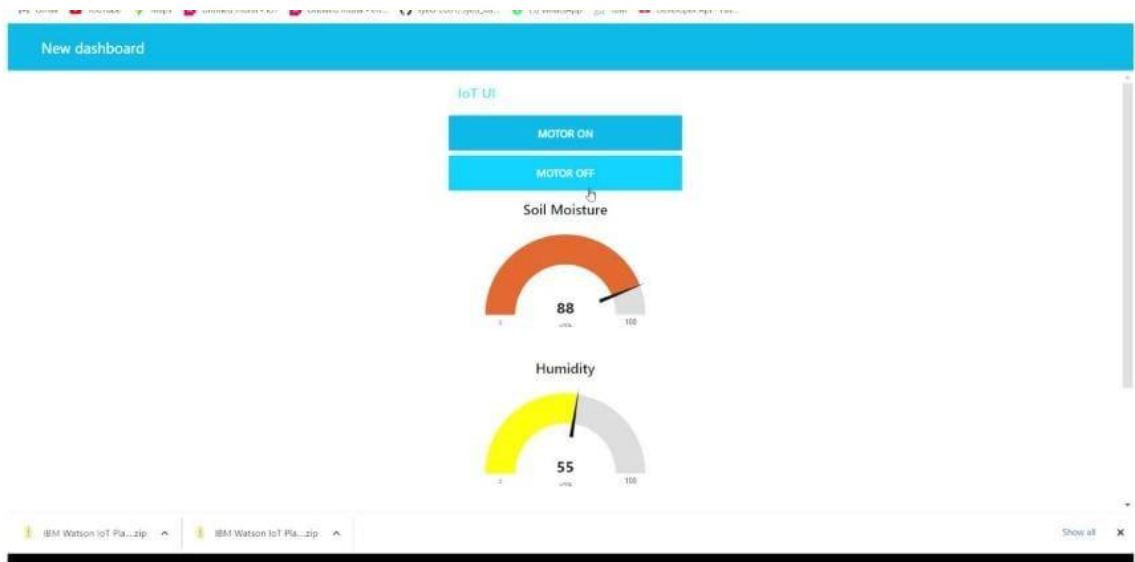 New dashboard
IoT UI
MOTOR ON
MOTOR OFF
Soil Moisture
88
100
Humidity
55
100
IBM Watson IoT Pla....zip
IBM Watson IoT Pla....zip
Show all